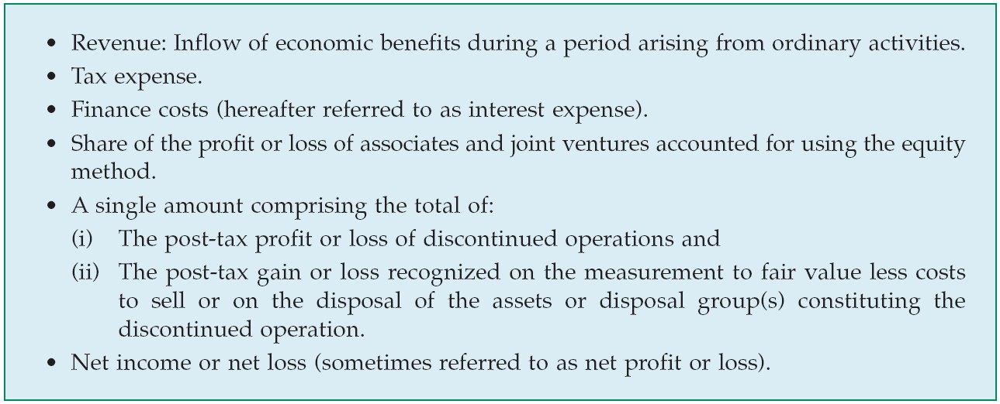 • Revenue: Inflow of economic benefits during a period arising from ordinary activities.
• Tax expense.
• Finance costs (hereafter referred to as interest expense).
• Share of the profit or loss of associates and joint ventures accounted for using the equity
method.
• A single amount comprising the total of:
(i) The post-tax profit or loss of discontinued operations and
(ii) The post-tax gain or loss recognized on the measurement to fair value less costs
to sell or on the disposal of the assets or disposal group(s) constituting the
discontinued operation.
• Net income or net loss (sometimes referred to as net profit or loss).